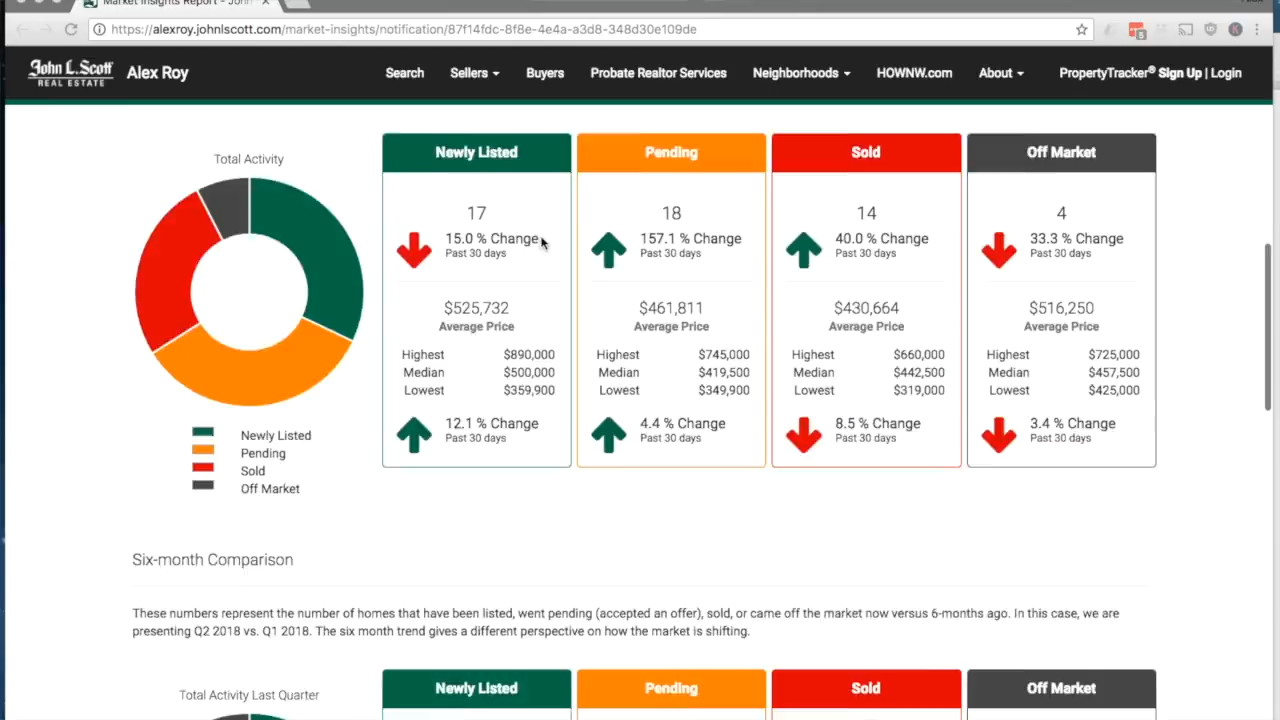 Market Insights Report - John
https://alexroy.johnlscott.com/market-insights/notification/87f14fdc-8f8e-4e4a-a3d8-348d30e109de
5
K
John L. Scott
REAL ESTATE
Alex Roy
Search
Sellers
Buyers
Probate Realtor Services
Neighborhoods
HOWNW.com
About
PropertyTracker® Sign Up | Login
Total Activity
Newly Listed
Pending
Sold
Off Market
Newly Listed
17
15.0 % Change
Past 30 days
$525,732
Average Price
Highest $890,000
Median $500,000
Lowest $359,900
12.1 % Change
Past 30 days
Pending
18
157.1 % Change
Past 30 days
$461,811
Average Price
Highest $745,000
Median $419,500
Lowest $349,900
4.4 % Change
Past 30 days
Sold
14
40.0 % Change
Past 30 days
$430,664
Average Price
Highest $660,000
Median $442,500
Lowest $319,000
8.5 % Change
Past 30 days
Off Market
4
33.3 % Change
Past 30 days
$516,250
Average Price
Highest $725,000
Median $457,500
Lowest $425,000
3.4 % Change
Past 30 days
Six-month Comparison
These numbers represent the number of homes that have been listed, went pending (accepted an offer), sold, or came off the market now versus 6-months ago. In this case, we are
presenting Q2 2018 vs. Q1 2018. The six month trend gives a different perspective on how the market is shifting.
Total Activity Last Quarter
Newly Listed
Pending
Sold
Off Market